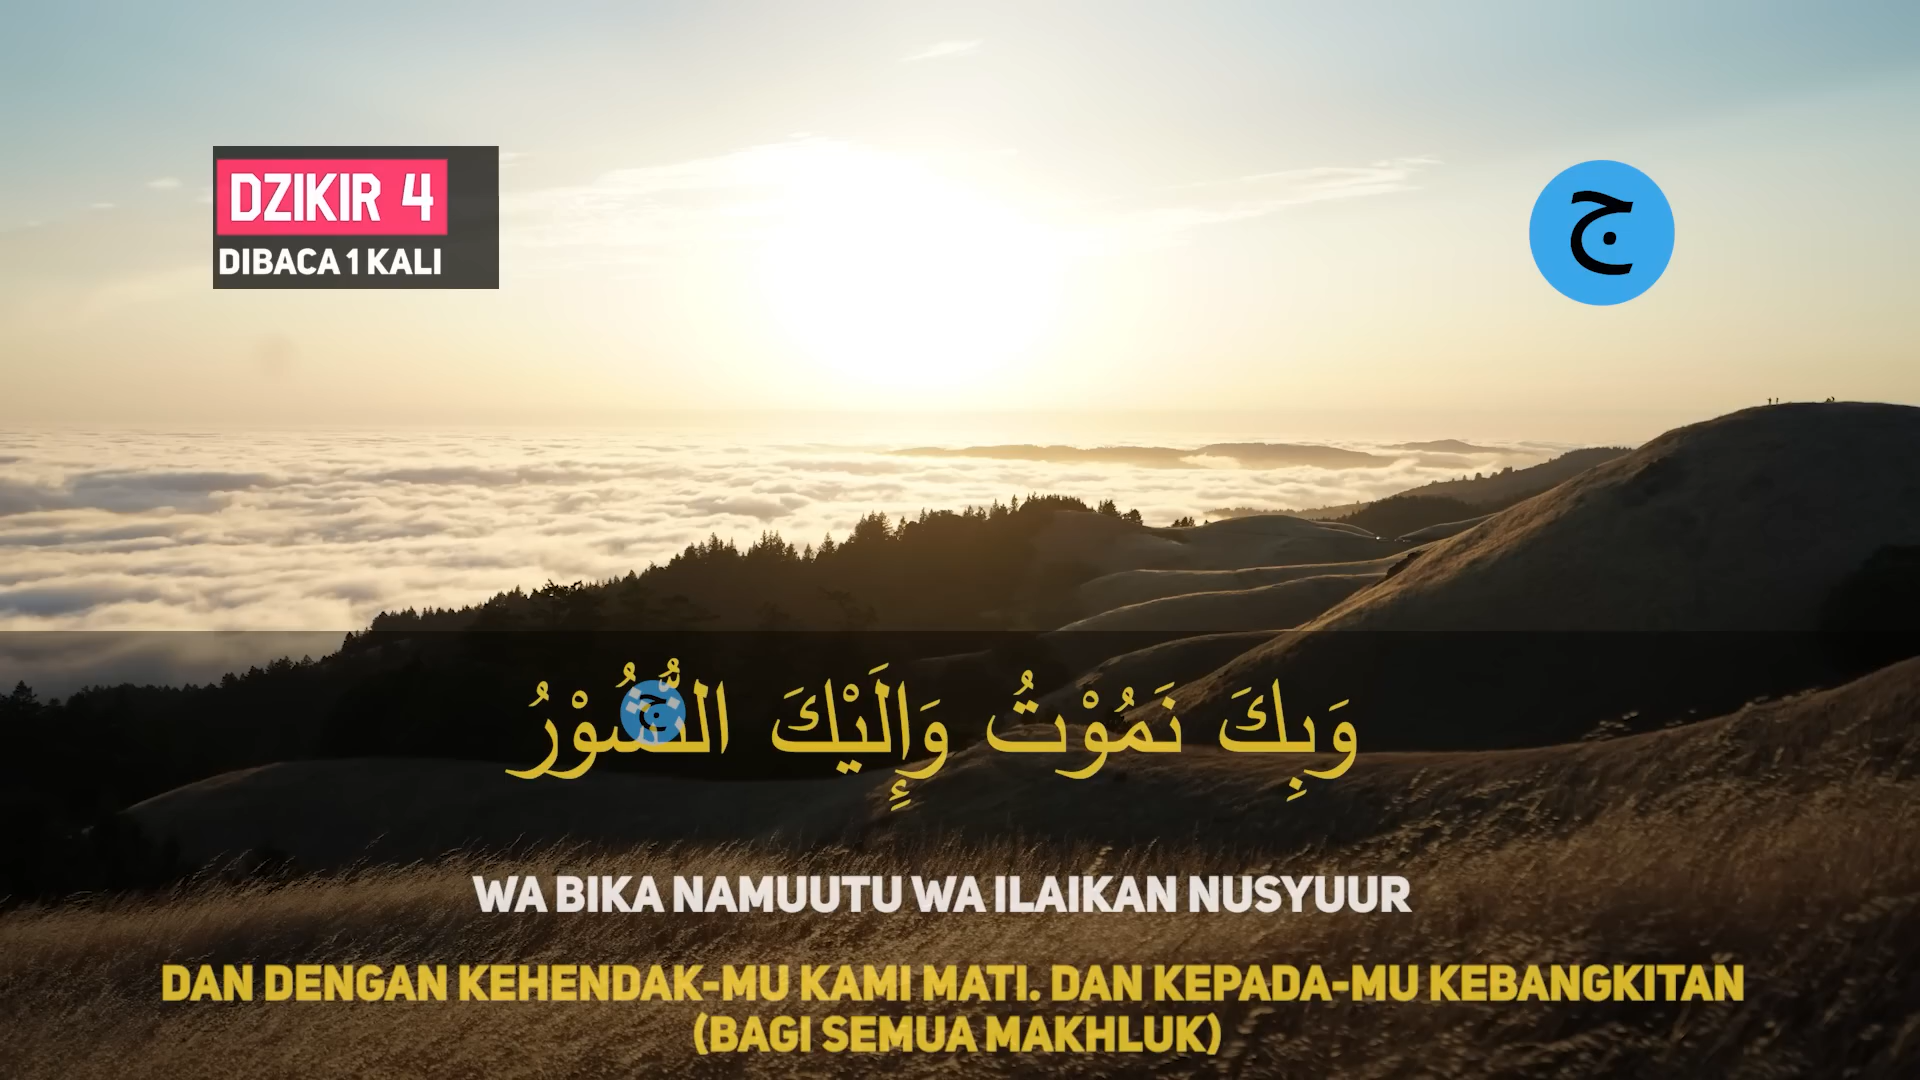 DZIKIR 4
DIBACA 1 KALI
ج
وَبِكَ نَمُوْتُ وَإِلَيْكَ النُّشُوْرُ
ج
WA BIKA NAMUUTU WA ILAIKAN NUSYUUR
DAN DENGAN KEHENDAK-MU KAMI MATI. DAN KEPADA-MU KEBANGKITAN
(BAGI SEMUA MAKHLUK)